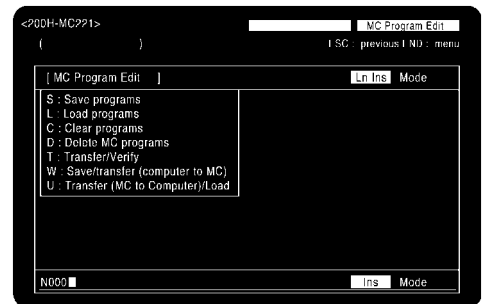 <200H-MC221> MC Program Edit
( ) ESC : previous END : menu
[ MC Program Edit ] Ln Ins Mode
S : Save programs
L : Load programs
C : Clear programs
D : Delete MC programs
T : Transfer/Verify
W : Save/transfer (computer to MC)
U : Transfer (MC to Computer)/Load
N000 Ins Mode